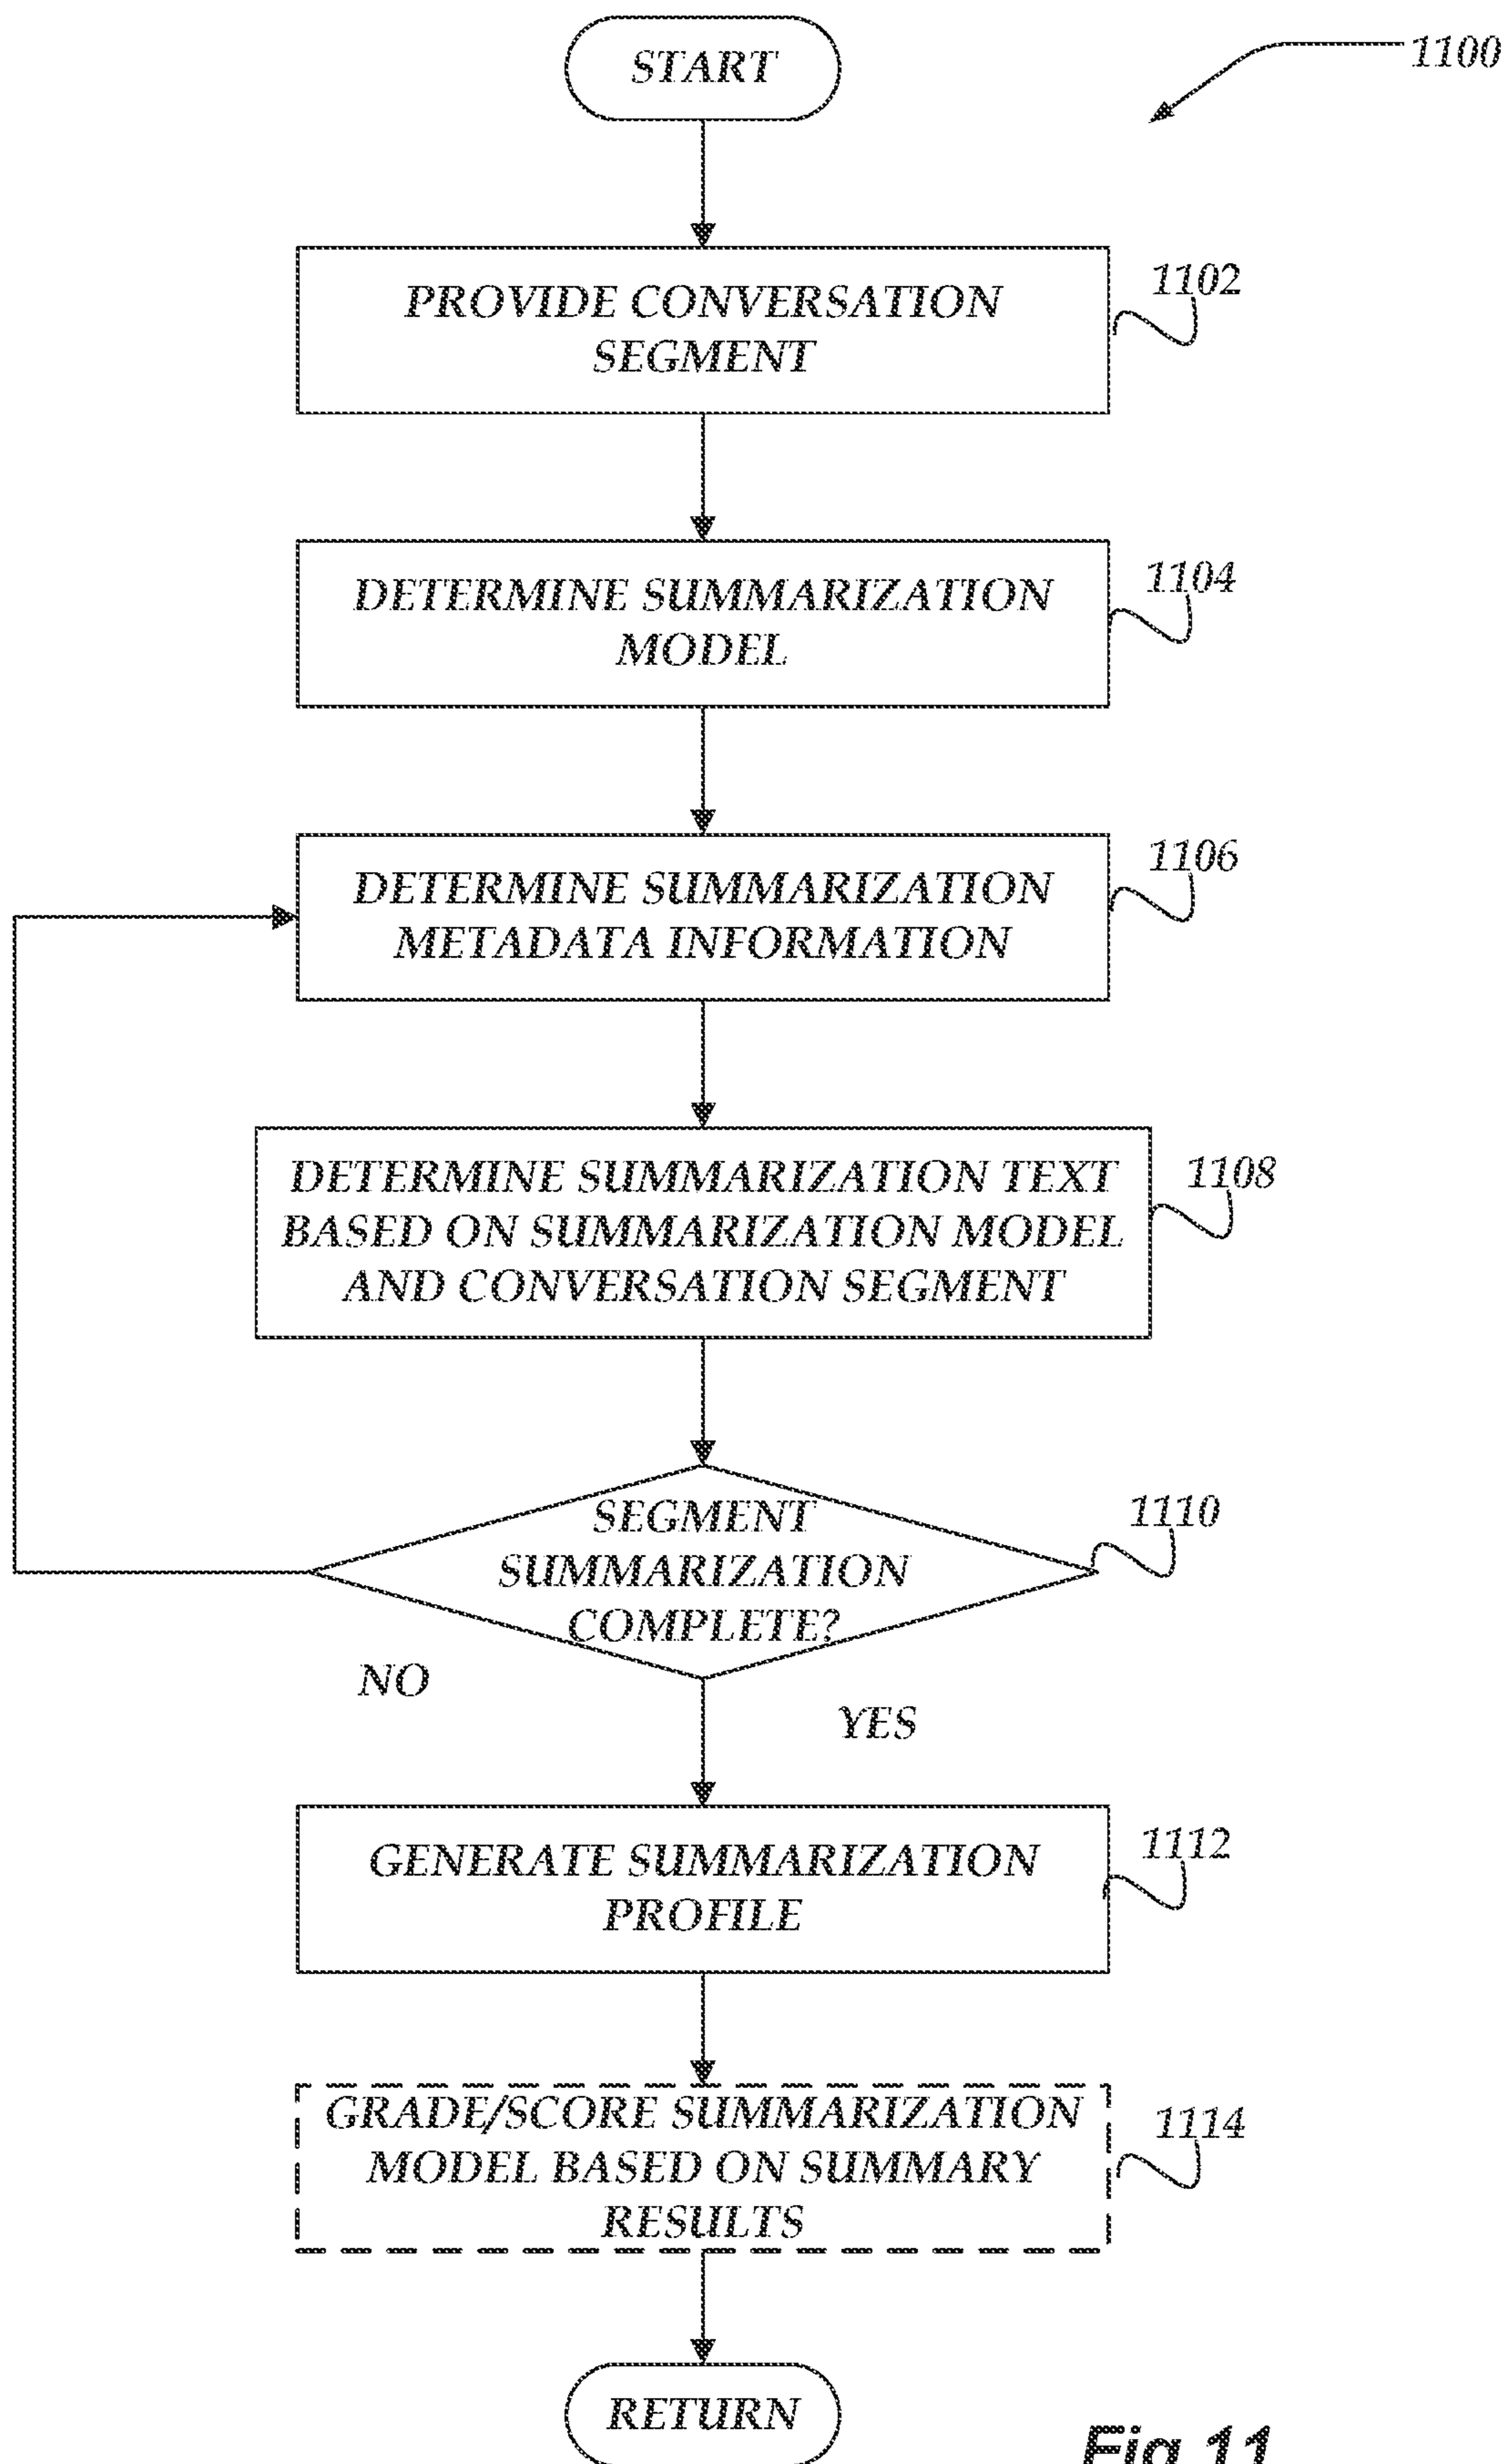 START
1100
PROVIDE CONVERSATION
SEGMENT
1102
DETERMINE SUMMARIZATION
MODEL
1104
DETERMINE SUMMARIZATION
METADATA INFORMATION
1106
DETERMINE SUMMARIZATION TEXT
BASED ON SUMMARIZATION MODEL
AND CONVERSATION SEGMENT
1108
SEGMENT
SUMMARIZATION
COMPLETE?
1110
NO
YES
GENERATE SUMMARIZATION
PROFILE
1112
GRADE/SCORE SUMMARIZATION
MODEL BASED ON SUMMARY
RESULTS
1114
RETURN
Fig 11